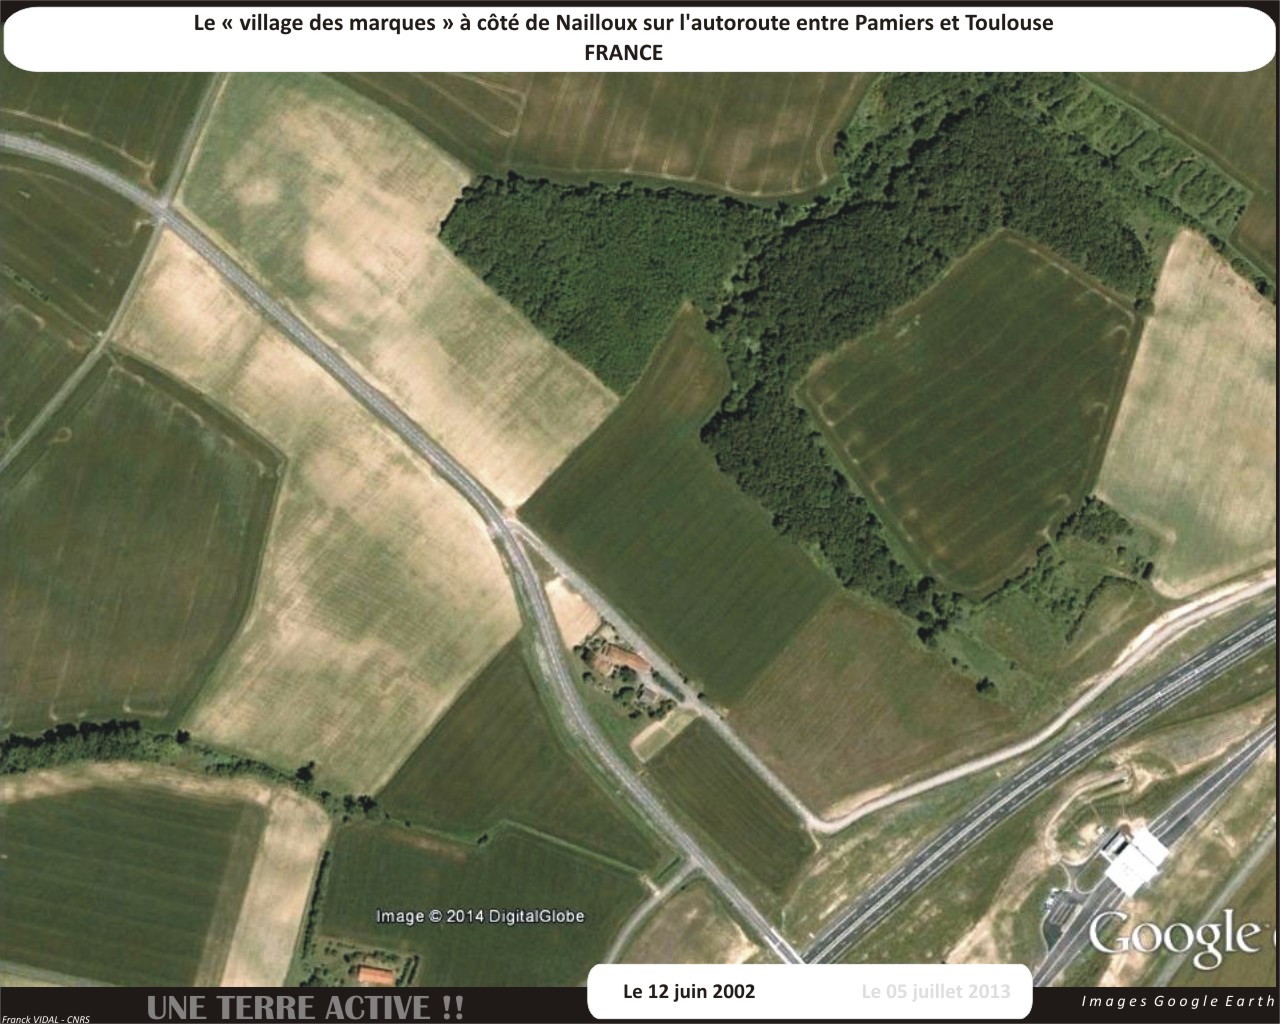 Le « village des marques » à côté de Nailloux sur l'autoroute entre Pamiers et Toulouse
FRANCE
Image © 2014 DigitalGlobe
Google
Le 12 juin 2002 Le 05 juillet 2013
UNE TERRE ACTIVE !!
Images Google Earth
Franck VIDAL - CNRS